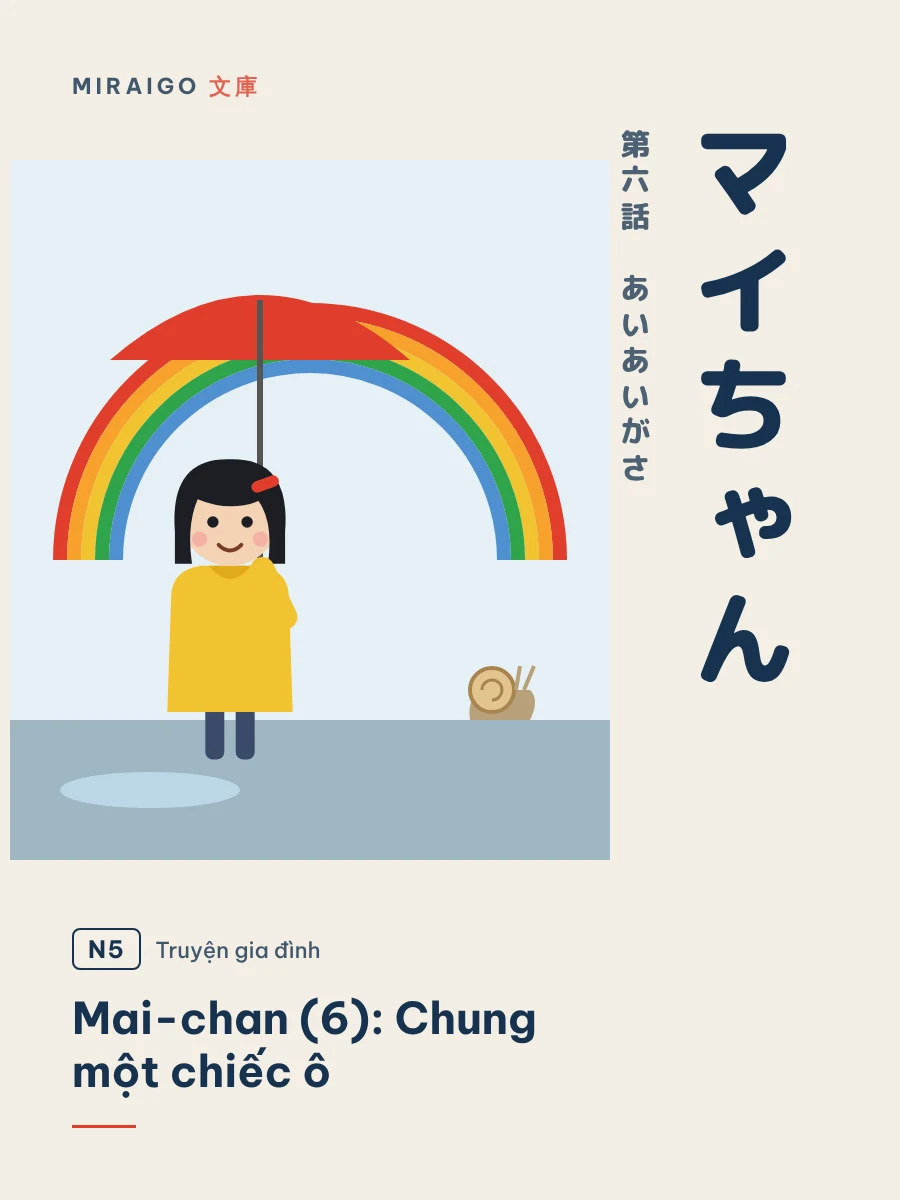 MIRAIGO 文庫
マイちゃん
第六話　あいあいがさ
N5 Truyện gia đình
Mai-chan (6): Chung
một chiếc ô